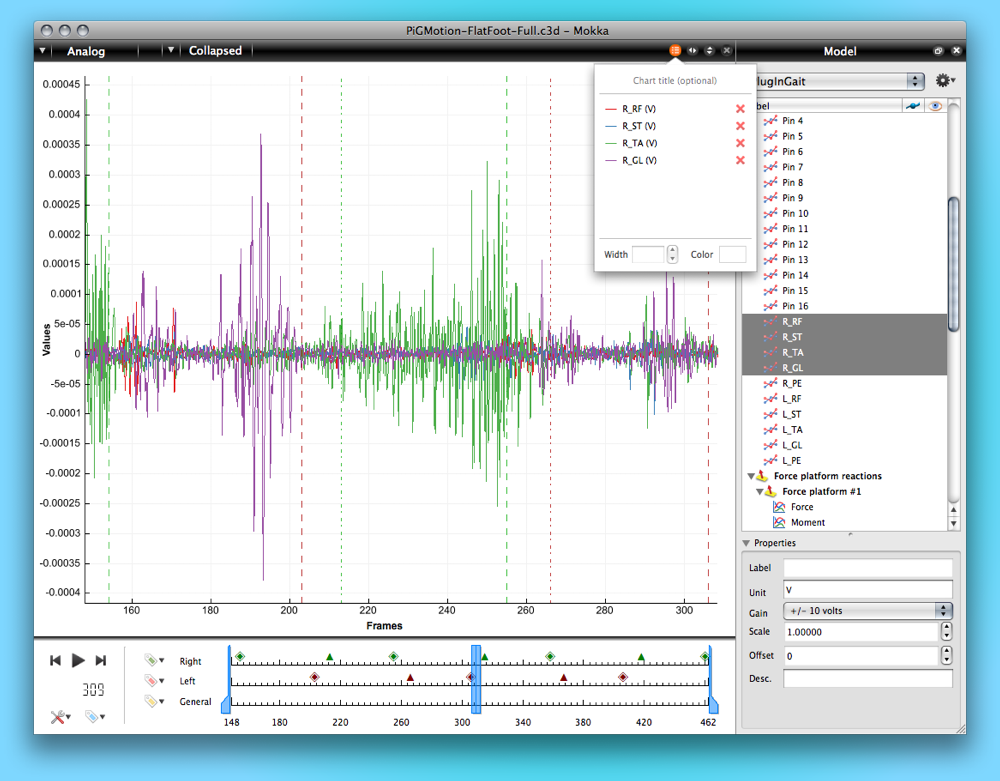 PiGMotion-FlatFoot-Full.c3d – Mokka
Analog
Collapsed
Model
Chart title (optional)
R_RF (V)
R_ST (V)
R_TA (V)
R_GL (V)
Width
Color
lugInGait
bel
Pin 4
Pin 5
Pin 6
Pin 7
Pin 8
Pin 9
Pin 10
Pin 11
Pin 12
Pin 13
Pin 14
Pin 15
Pin 16
R_RF
R_ST
R_TA
R_GL
R_PE
L_RF
L_ST
L_TA
L_GL
L_PE
Force platform reactions
Force platform #1
Force
Moment
Properties
Label
Unit V
Gain +/- 10 volts
Scale 1.00000
Offset 0
Desc.
Values
0.00045
0.0004
0.00035
0.0003
0.00025
0.0002
0.00015
0.0001
5e-05
0
-5e-05
-0.0001
-0.00015
-0.0002
-0.00025
-0.0003
-0.00035
-0.0004
160 180 200 220 240 260 280 300
Frames
309
Right
Left
General
148 180 220 260 300 340 380 420 462